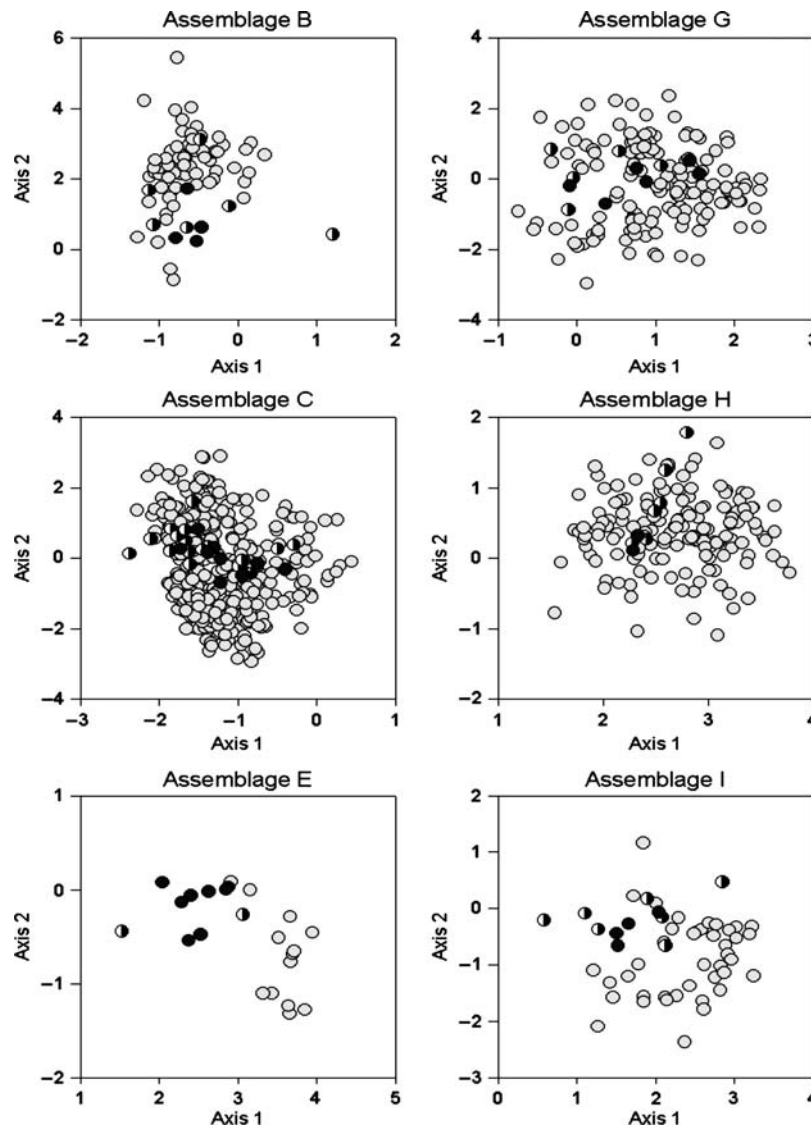 Assemblage B
6
4
2
0
−2
Axis 2
−2 −1 0 1 2
Axis 1
Assemblage G
4
2
0
−2
−4
Axis 2
−1 0 1 2 3
Axis 1
Assemblage C
4
2
0
−2
−4
Axis 2
−3 −2 −1 0 1
Axis 1
Assemblage H
2
1
0
−1
−2
Axis 2
1 2 3 4
Axis 1
Assemblage E
1
0
−1
−2
Axis 2
1 2 3 4 5
Axis 1
Assemblage I
2
1
0
−1
−2
−3
Axis 2
0 1 2 3 4
Axis 1